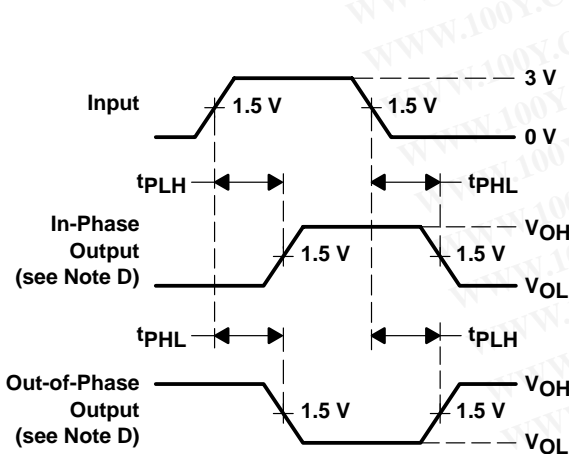 3 V
Input
1.5 V
1.5 V
0 V
tPLH
tPHL
In-Phase
Output
(see Note D)
VOH
1.5 V
1.5 V
VOL
tPHL
tPLH
Out-of-Phase
Output
(see Note D)
VOH
1.5 V
1.5 V
VOL